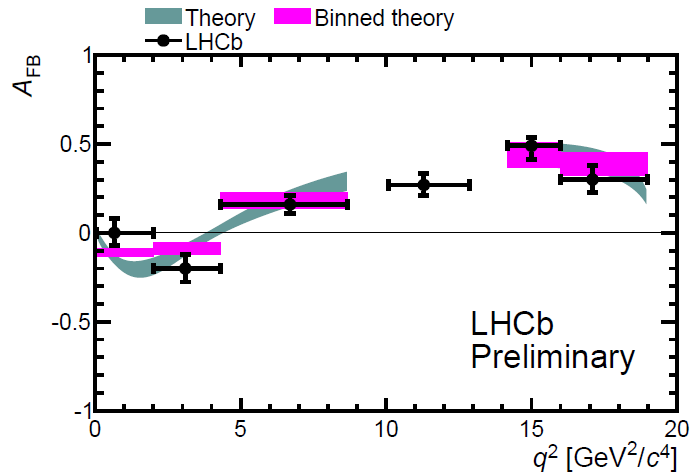 Theory
Binned theory
LHCb
A_FB
1
0.5
0
-0.5
-1
LHCb
Preliminary
0
5
10
15
20
q² [GeV²/c⁴]